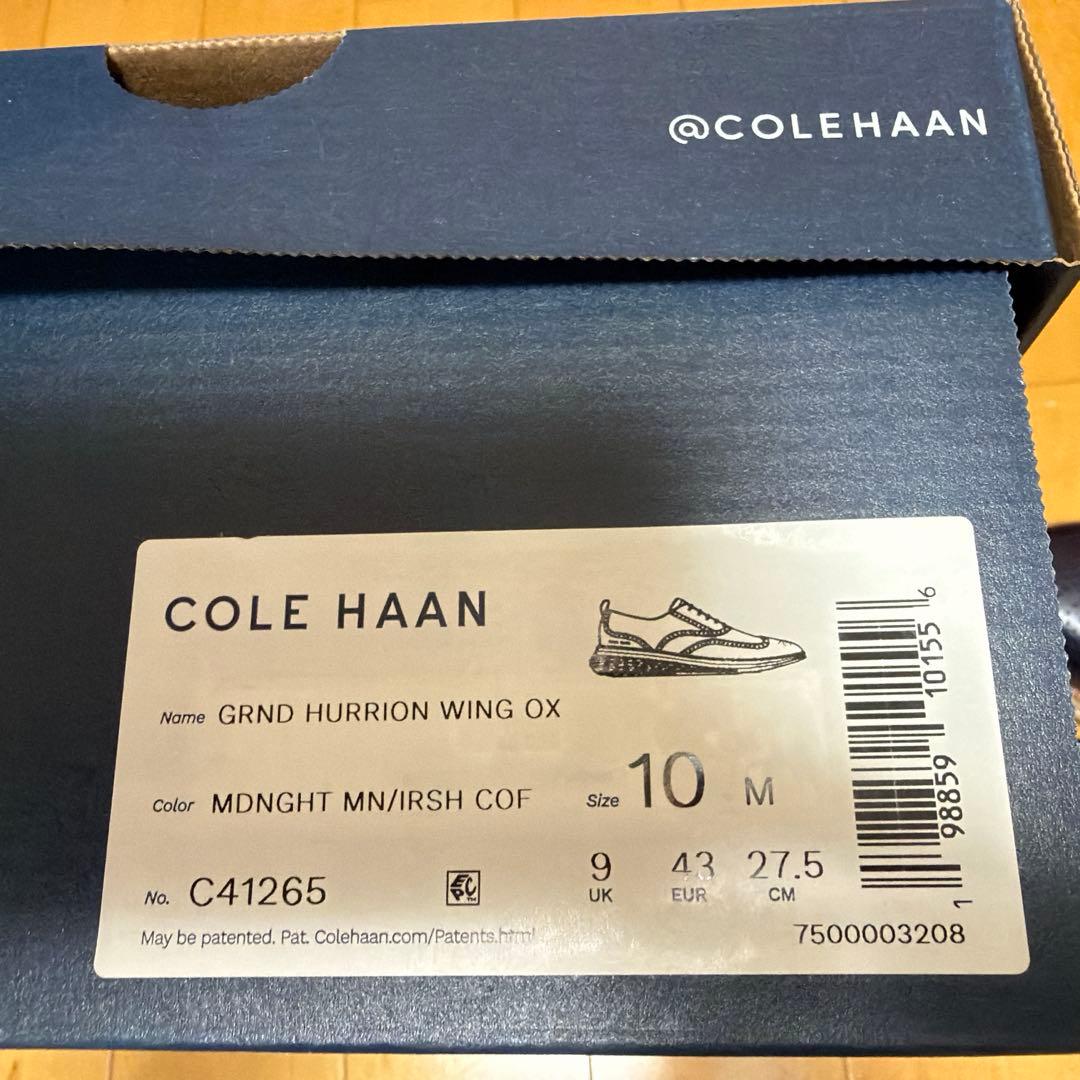 @COLEHAAN
COLE HAAN
Name GRND HURRION WING OX
Color MDNGHT MN/IRSH COF
Size 10 M
No. C41265
EPC™
9 43 27.5
UK EUR CM
May be patented. Pat. Colehaan.com/Patents.html
7500003208
1 98859 10155 6